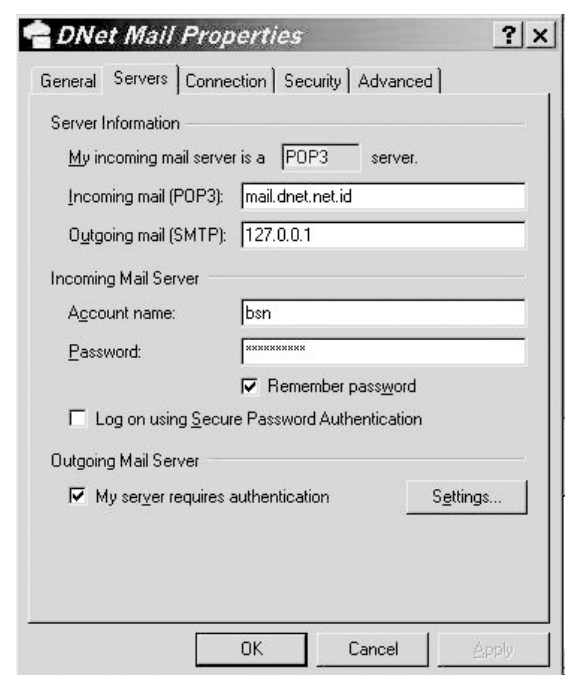 DNet Mail Properties ? ×
General Servers Connection Security Advanced
Server Information
My incoming mail server is a POP3 server.
Incoming mail (POP3): mail.dnet.net.id
Outgoing mail (SMTP): 127.0.0.1
Incoming Mail Server
Account name: bsn
Password: **********
Remember password
Log on using Secure Password Authentication
Outgoing Mail Server
My server requires authentication Settings...
OK Cancel Apply